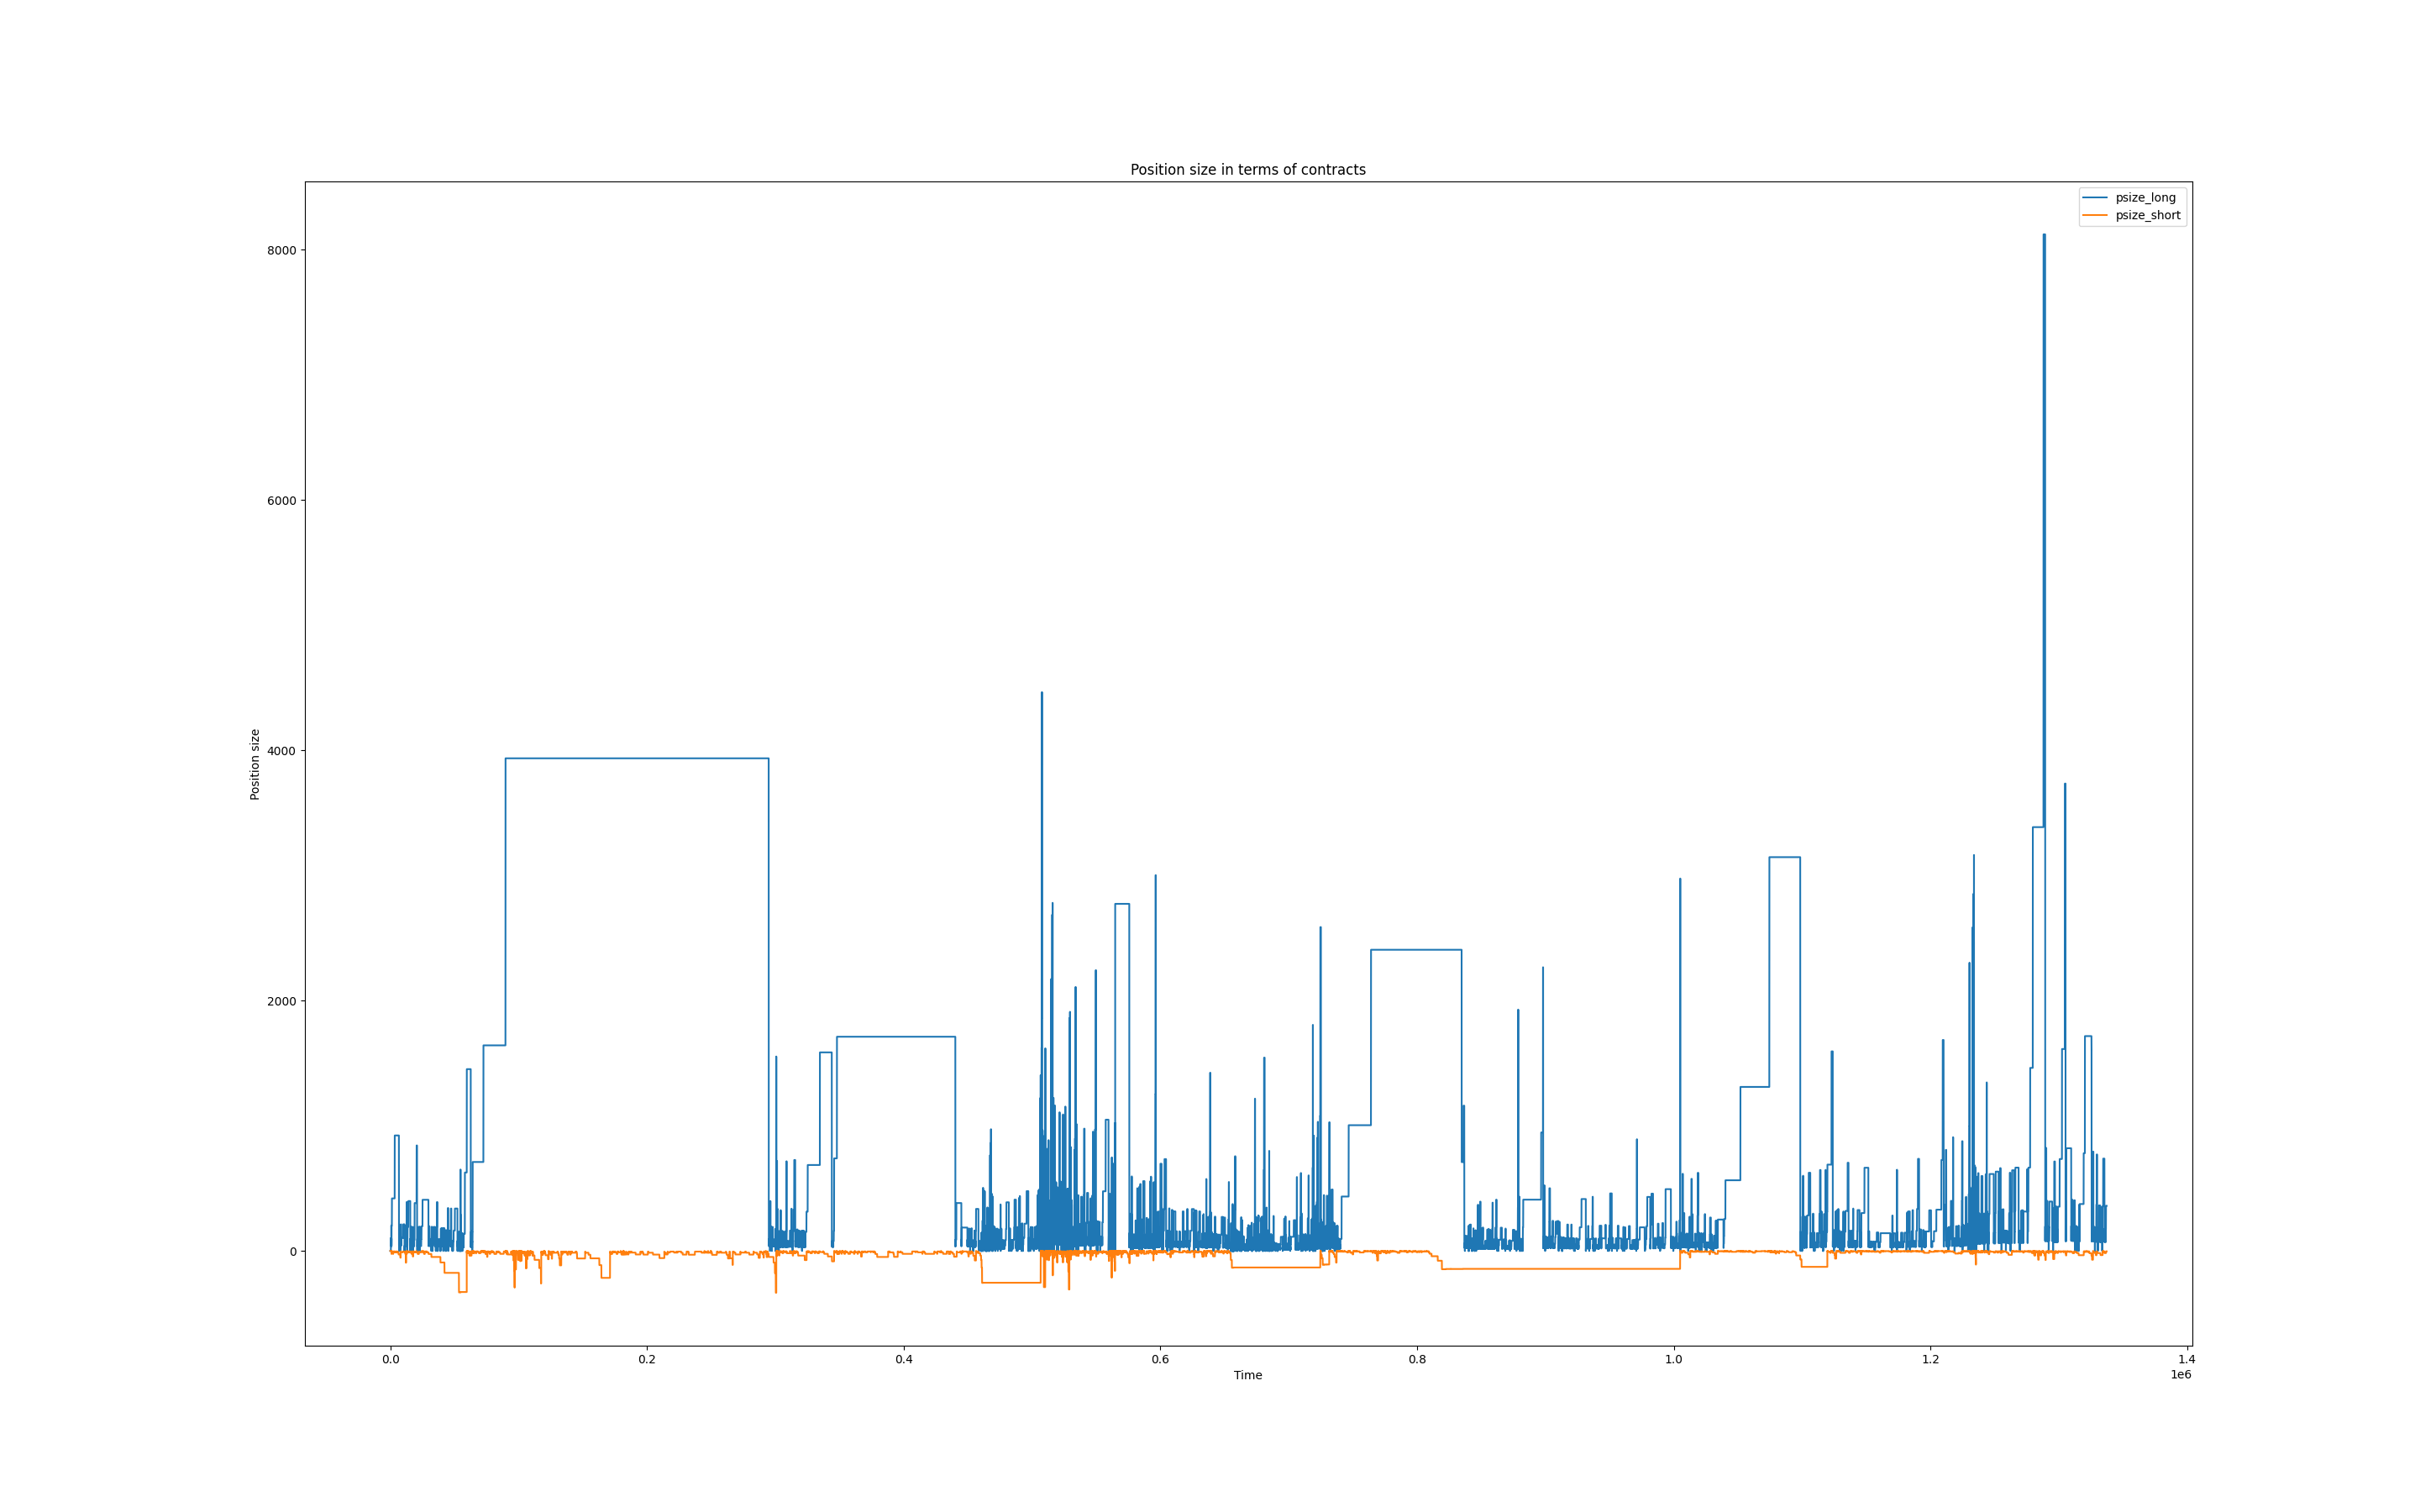 Position size in terms of contracts
psize_long
psize_short
8000
6000
4000
2000
0
Position size
0.0 0.2 0.4 0.6 0.8 1.0 1.2 1.4
Time
1e6